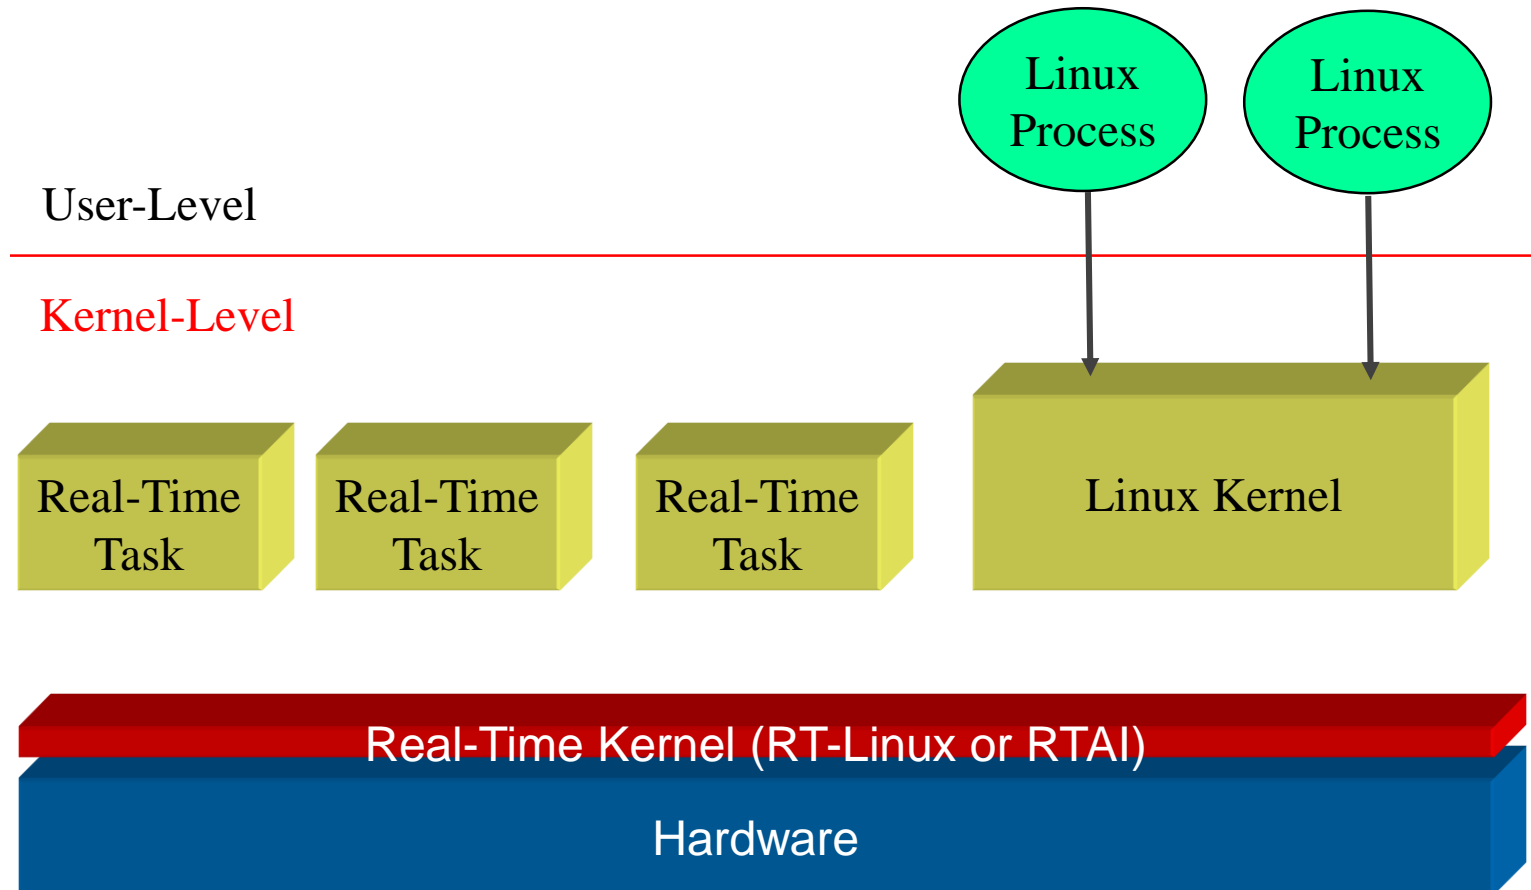 Linux
Process
Linux
Process
User-Level
Kernel-Level
Real-Time
Task
Real-Time
Task
Real-Time
Task
Linux Kernel
Real-Time Kernel (RT-Linux or RTAI)
Hardware